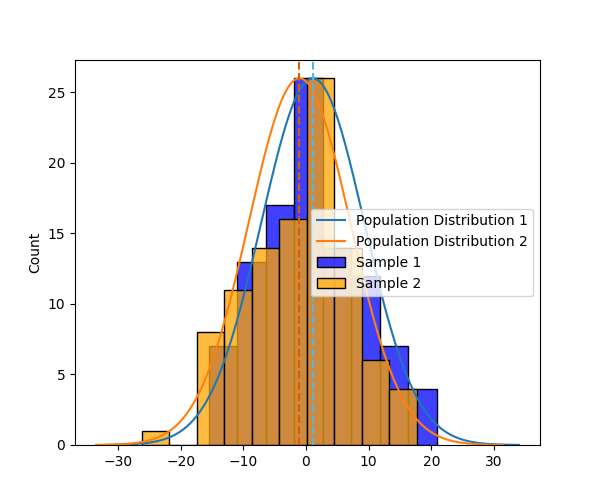 25
20
15
10
5
0
Count
Population Distribution 1
Population Distribution 2
Sample 1
Sample 2
−30 −20 −10 0 10 20 30